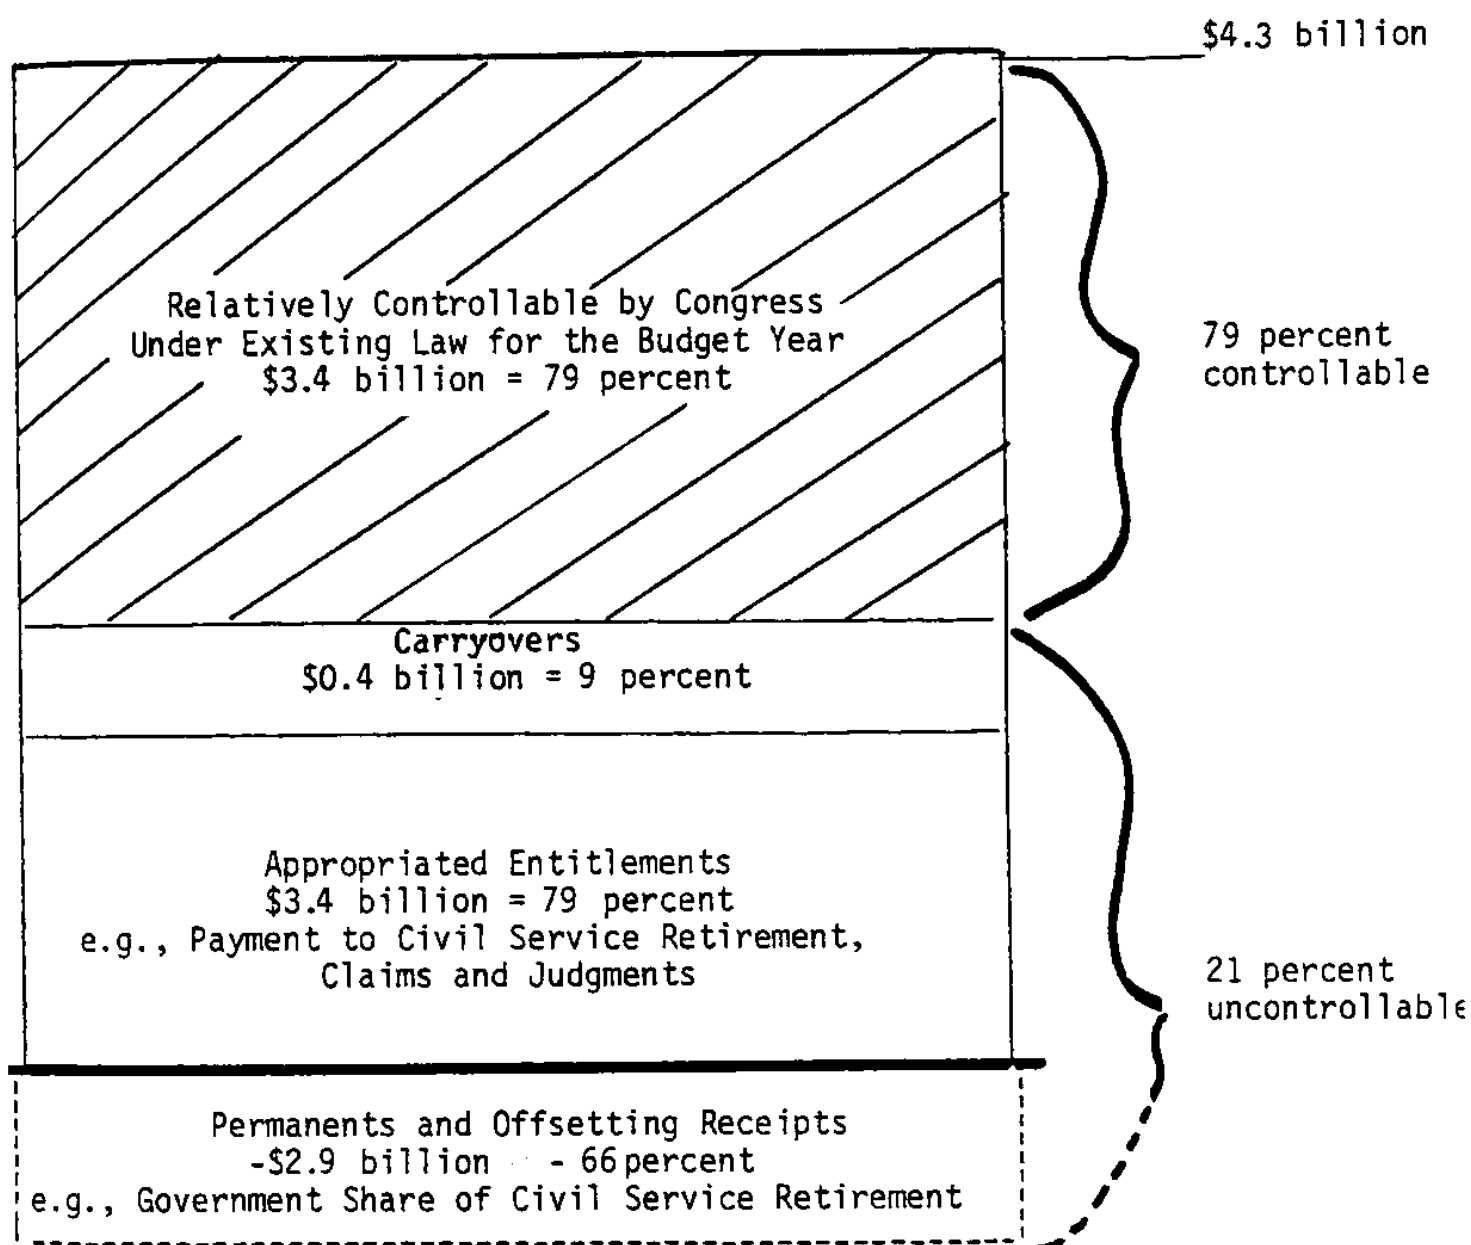 $4.3 billion
Relatively Controllable by Congress
Under Existing Law for the Budget Year
$3.4 billion = 79 percent
79 percent
controllable
Carryovers
$0.4 billion = 9 percent
Appropriated Entitlements
$3.4 billion = 79 percent
e.g., Payment to Civil Service Retirement,
Claims and Judgments
21 percent
uncontrollable
Permanents and Offsetting Receipts
-$2.9 billion - 66 percent
e.g., Government Share of Civil Service Retirement